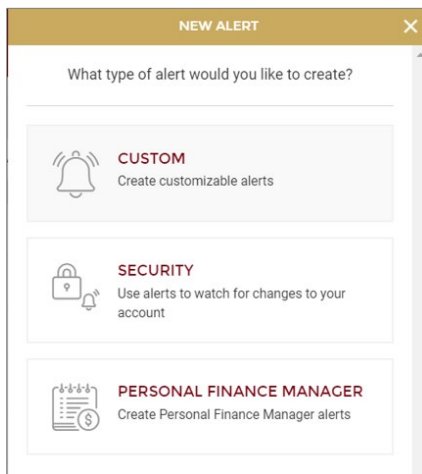 NEW ALERT
What type of alert would you like to create?
CUSTOM
Create customizable alerts
SECURITY
Use alerts to watch for changes to your
account
PERSONAL FINANCE MANAGER
Create Personal Finance Manager alerts